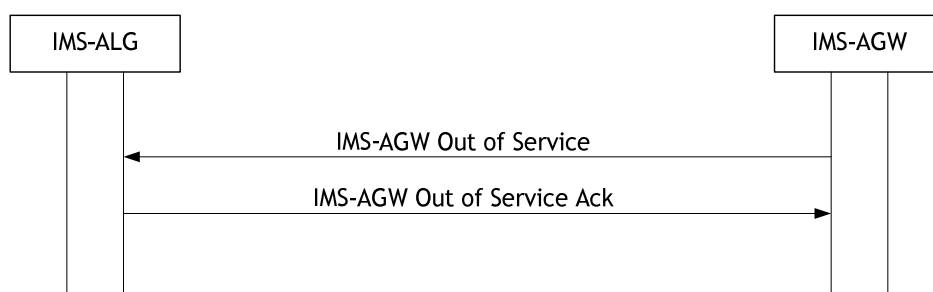 IMS-ALG
IMS-AGW
IMS-AGW Out of Service
IMS-AGW Out of Service Ack